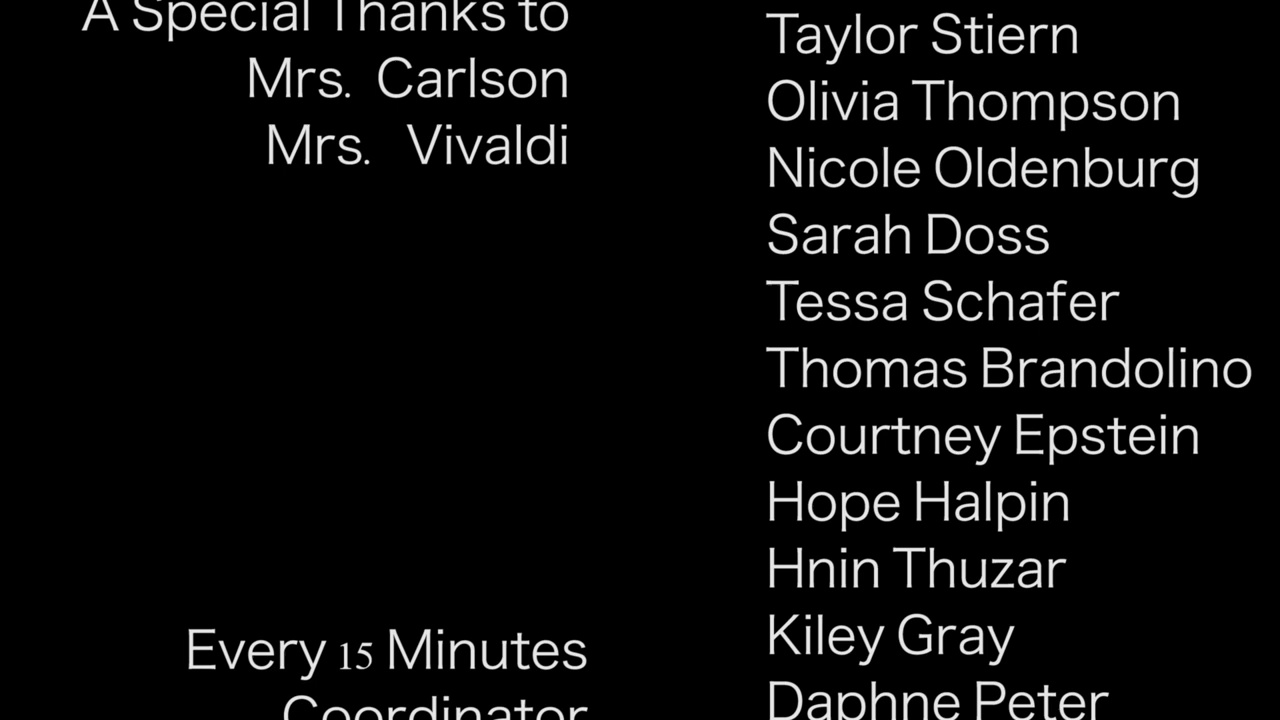 A Special Thanks to
Mrs. Carlson
Mrs. Vivaldi
Every 15 Minutes
Coordinator
Taylor Stiern
Olivia Thompson
Nicole Oldenburg
Sarah Doss
Tessa Schafer
Thomas Brandolino
Courtney Epstein
Hope Halpin
Hnin Thuzar
Kiley Gray
Daphne Peter